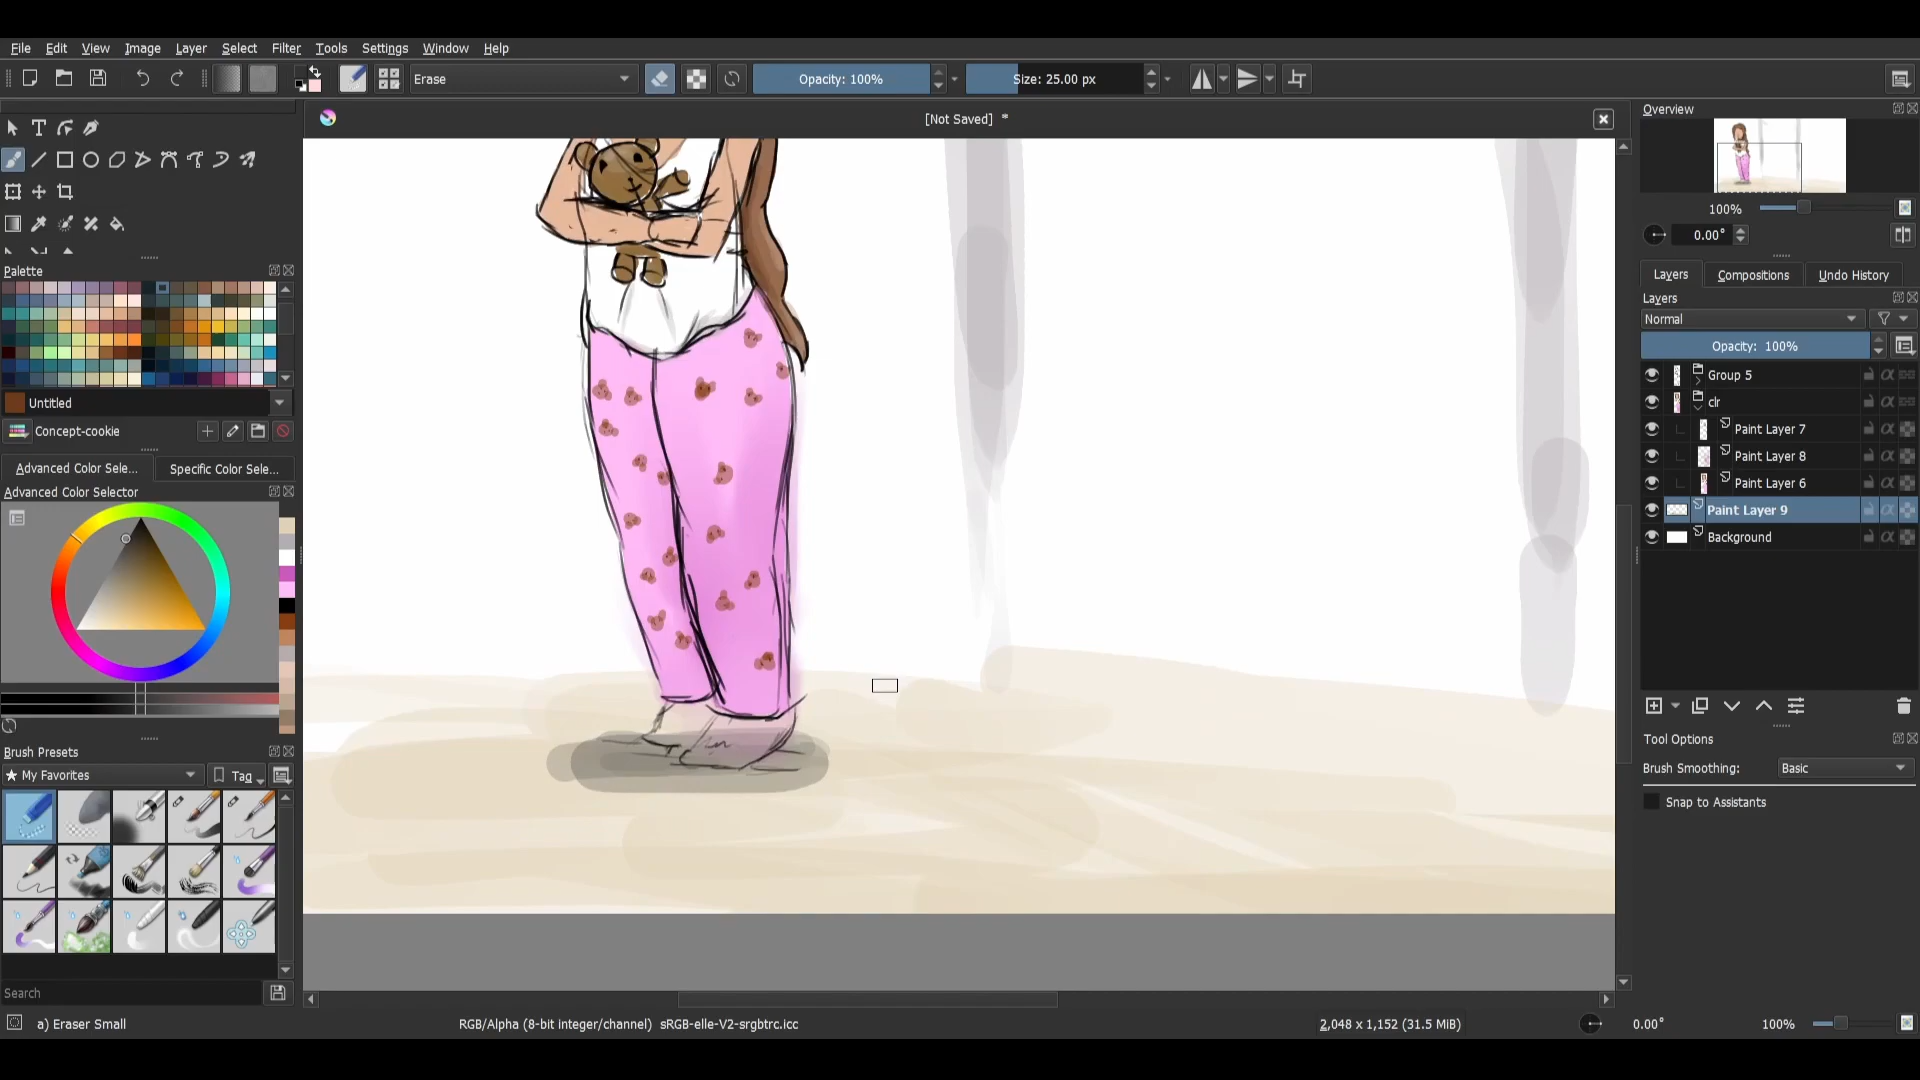 File Edit View Image Layer Select Filter Tools Settings Window Help
Erase Opacity: 100% Size: 25.00 px
[Not Saved] *
Overview
100%
0.00°
Layers Compositions Undo History
Layers
Normal
Opacity: 100%
Group 5
clr
Paint Layer 7
Paint Layer 8
Paint Layer 6
Paint Layer 9
Background
Tool Options
Brush Smoothing: Basic
Snap to Assistants
Palette
Untitled
Concept-cookie
Advanced Color Sele... Specific Color Sele...
Advanced Color Selector
Brush Presets
★ My Favorites Tag
Search
a) Eraser Small
RGB/Alpha (8-bit integer/channel) sRGB-elle-V2-srgbtrc.icc
2,048 x 1,152 (31.5 MiB)
0.00°
100%